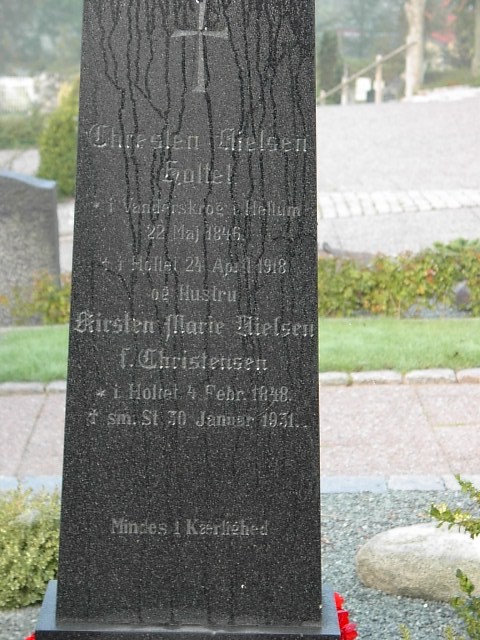 Chresten Nielsen
Holtet
* i Vanderskrog i Hellum
22 Maj 1846.
† i Holtet 24 April 1918
og Hustru
Kirsten Marie Nielsen
f. Christensen
* i Holtet 4 Febr. 1848.
† sm. St. 30 Januar 1931.
Mindes i Kærlighed